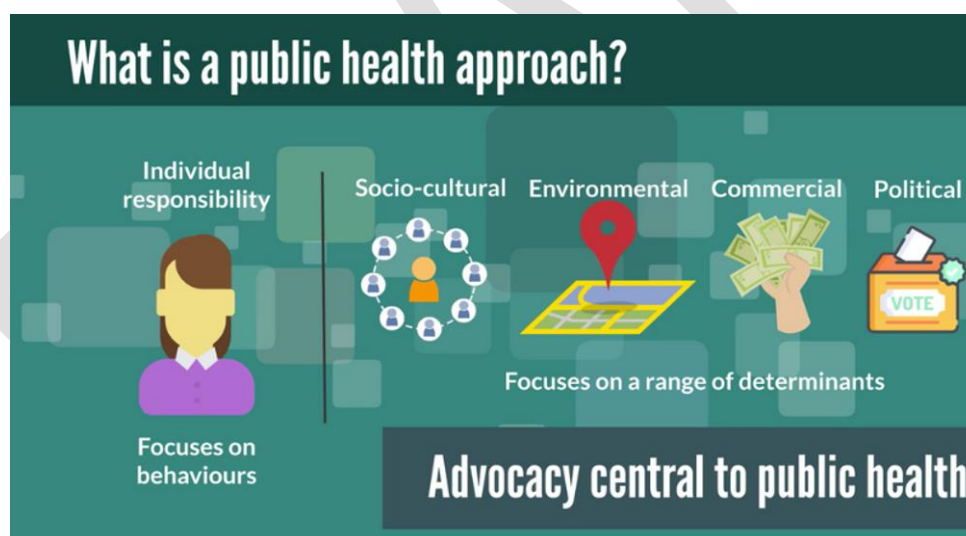 What is a public health approach?
Individual
responsibility
Socio-cultural
Environmental
Commercial
Political
VOTE
Focuses on a range of determinants
Focuses on
behaviours
Advocacy central to public health